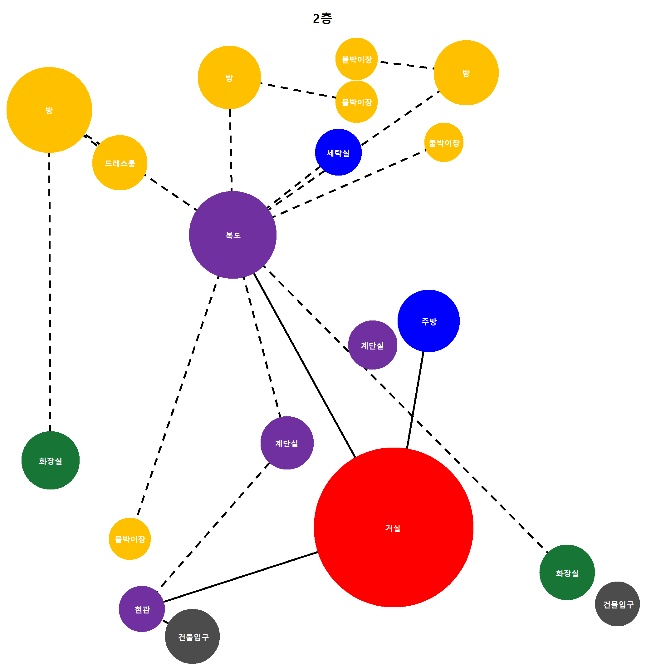 2층
붙박이장
방
방
붙박이장
방
세탁실
붙박이장
드레스룸
복도
주방
계단실
계단실
화장실
거실
붙박이장
화장실
건물입구
현관
건물입구